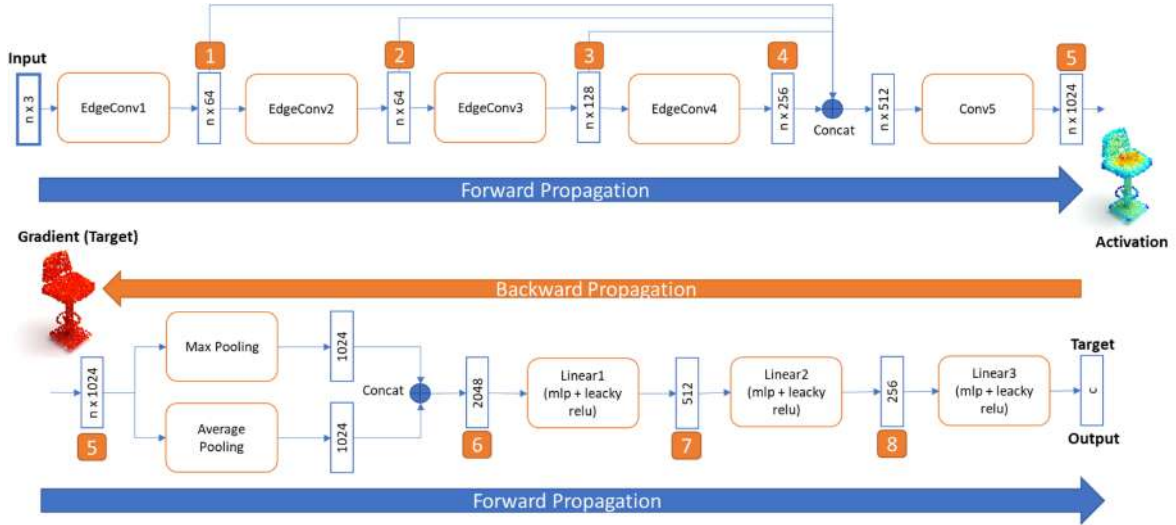 1
2
3
4
5
Input
n x 3
EdgeConv1
n x 64
EdgeConv2
n x 64
EdgeConv3
n x 128
EdgeConv4
n x 256
Concat
n x 512
Conv5
n x 1024
Forward Propagation
Gradient (Target)
Activation
Backward Propagation
n x 1024
5
Max Pooling
1024
Average
Pooling
1024
Concat
2048
6
Linear1
(mlp + leacky
relu)
512
7
Linear2
(mlp + leacky
relu)
256
8
Linear3
(mlp + leacky
relu)
Target
c
Output
Forward Propagation